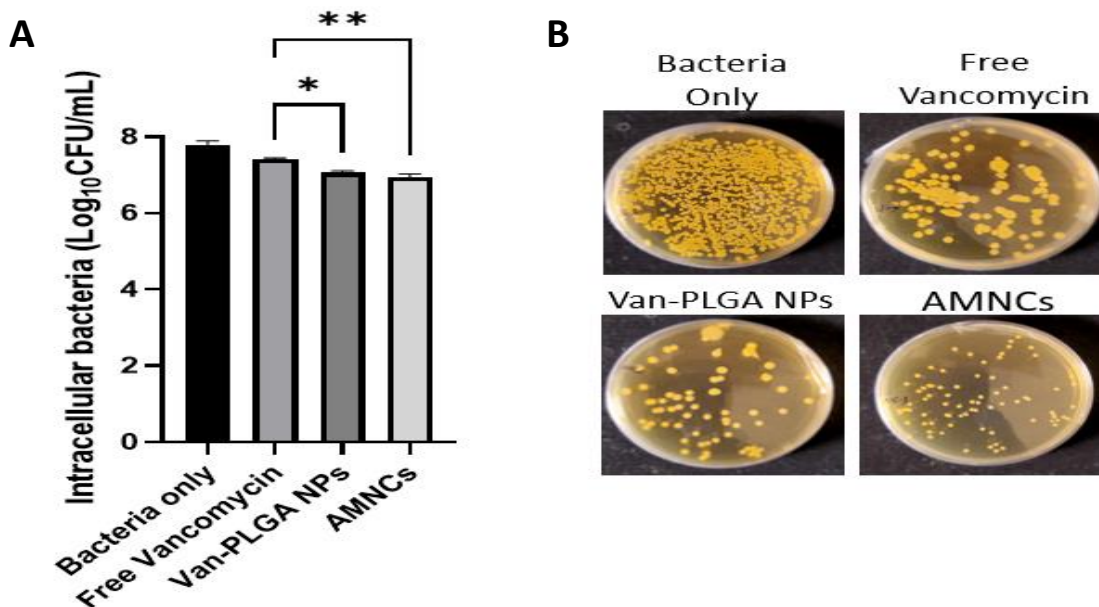 A
**
*
Intracellular bacteria (Log₁₀CFU/mL)
8
6
4
2
0
Bacteria only
Free Vancomycin
Van-PLGA NPs
AMNCs
B
Bacteria
Only
Free
Vancomycin
Van-PLGA NPs
AMNCs